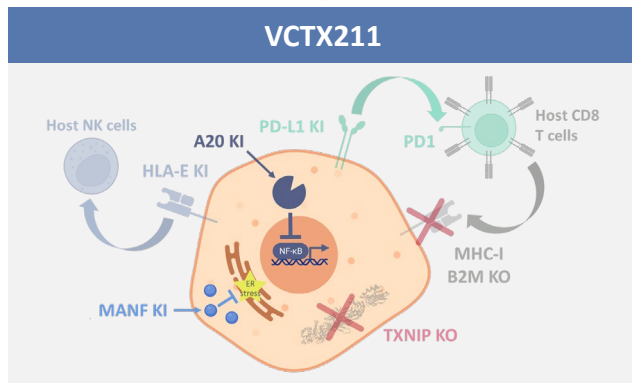 VCTX211
Host NK cells
A20 KI
PD-L1 KI
PD1
Host CD8
T cells
HLA-E KI
NF-κB
MHC-I
B2M KO
ER
stress
MANF KI
TXNIP KO